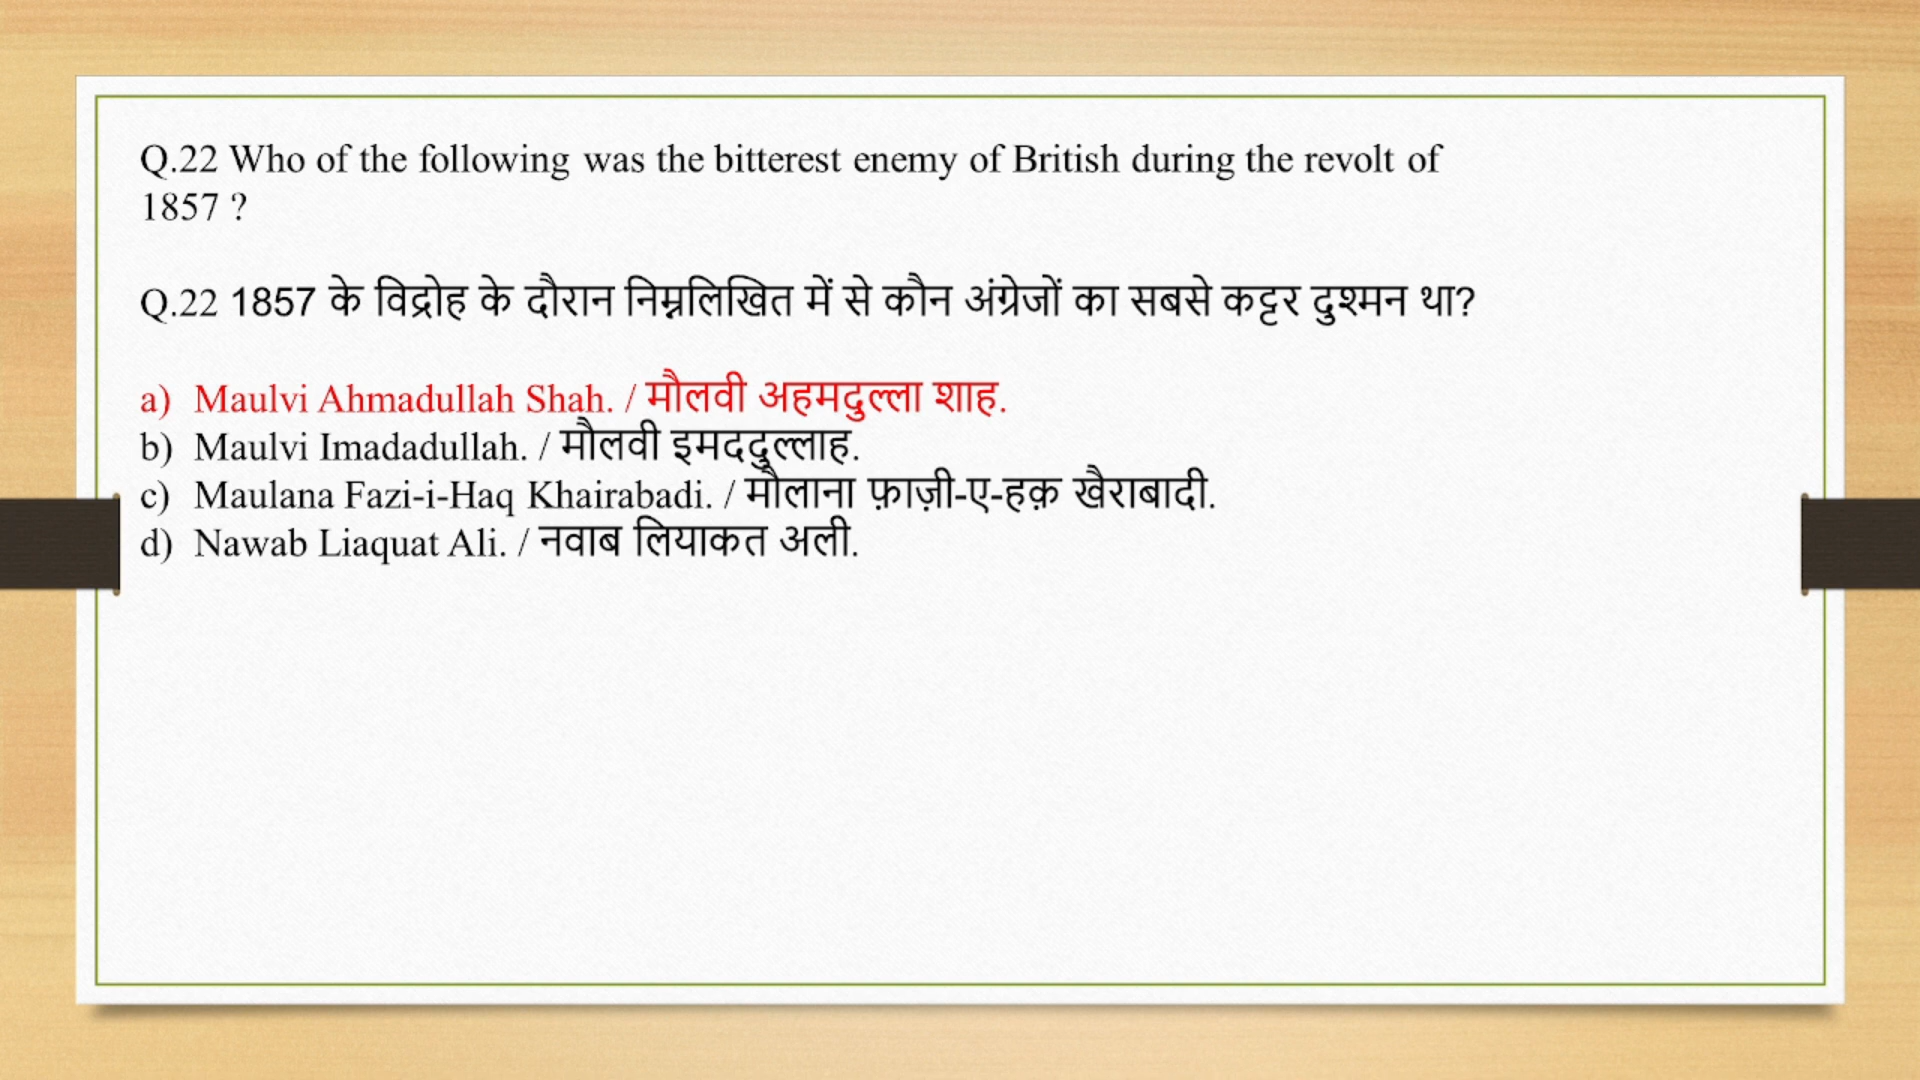 Q.22 Who of the following was the bitterest enemy of British during the revolt of
1857 ?
Q.22 1857 के विद्रोह के दौरान निम्नलिखित में से कौन अंग्रेजों का सबसे कट्टर दुश्मन था?
a) Maulvi Ahmadullah Shah. / मौलवी अहमदुल्ला शाह.
b) Maulvi Imadadullah. / मौलवी इमददुल्लाह.
c) Maulana Fazi-i-Haq Khairabadi. / मौलाना फ़ाज़ी-ए-हक़ खैराबादी.
d) Nawab Liaquat Ali. / नवाब लियाकत अली.